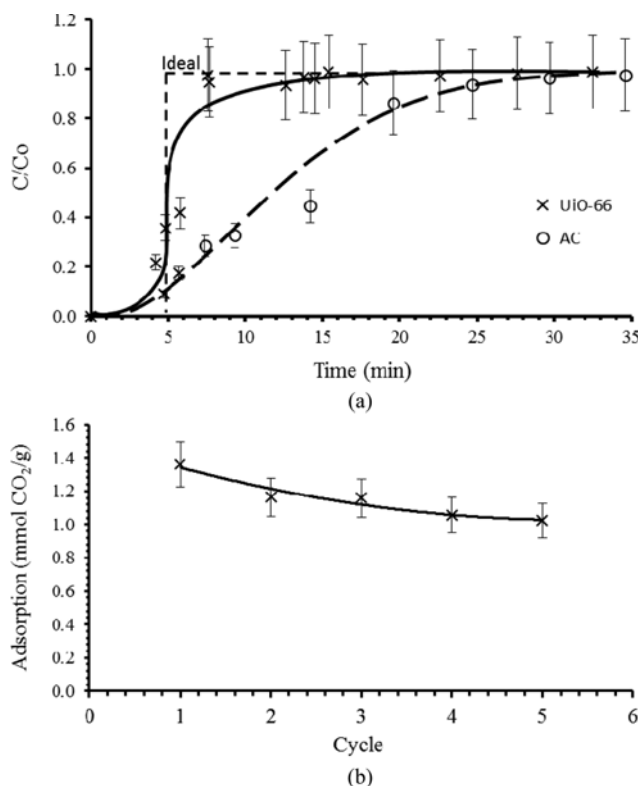 1.2
1.0
0.8
0.6
0.4
0.2
0.0
C/Co
Ideal
UiO-66
AC
0 5 10 15 20 25 30 35
Time (min)
(a)
1.6
1.4
1.2
1.0
0.8
0.6
0.4
0.2
0.0
Adsorption (mmol CO₂/g)
0 1 2 3 4 5 6
Cycle
(b)